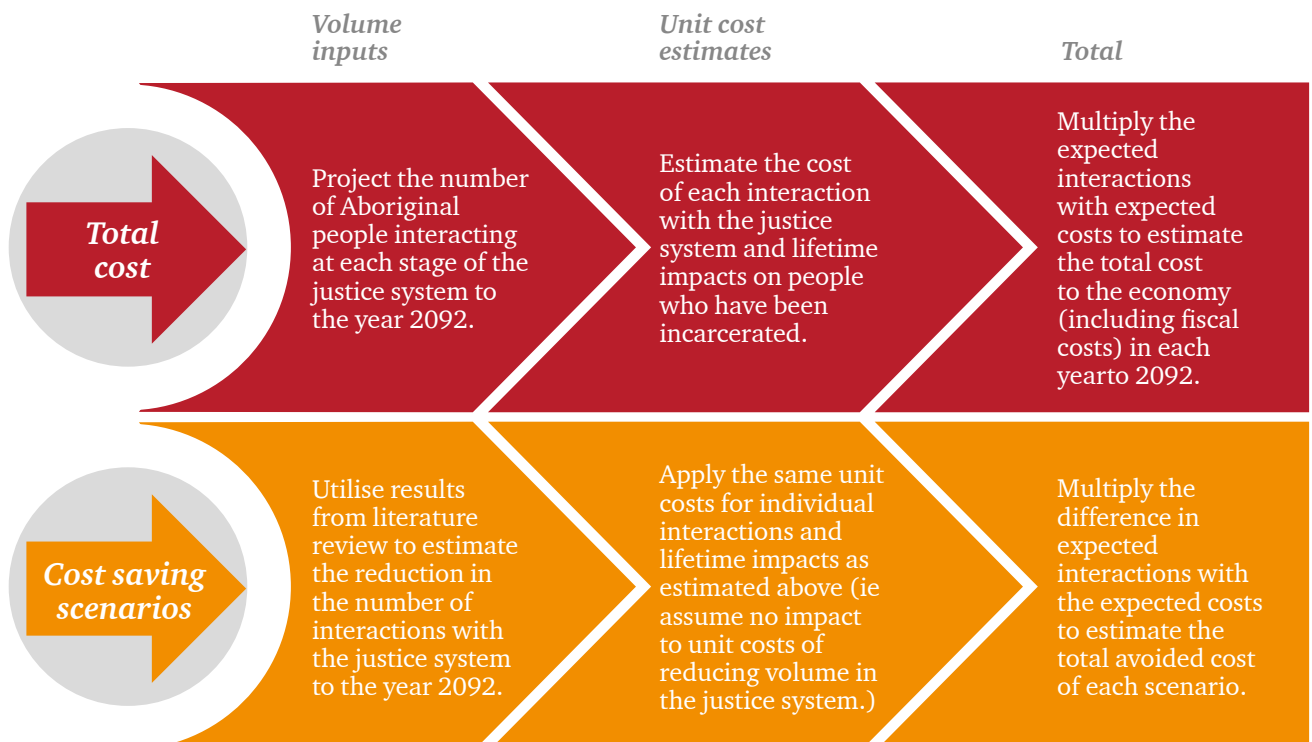 Volume
inputs
Unit cost
estimates
Total
Total
cost
Project the number
of Aboriginal
people interacting
at each stage of the
justice system to
the year 2092.
Estimate the cost
of each interaction
with the justice
system and lifetime
impacts on people
who have been
incarcerated.
Multiply the
expected
interactions
with expected
costs to estimate
the total cost
to the economy
(including fiscal
costs) in each
yearto 2092.
Cost saving
scenarios
Utilise results
from literature
review to estimate
the reduction in
the number of
interactions with
the justice system
to the year 2092.
Apply the same unit
costs for individual
interactions and
lifetime impacts as
estimated above (ie
assume no impact
to unit costs of
reducing volume in
the justice system.)
Multiply the
difference in
expected
interactions with
the expected costs
to estimate the
total avoided cost
of each scenario.